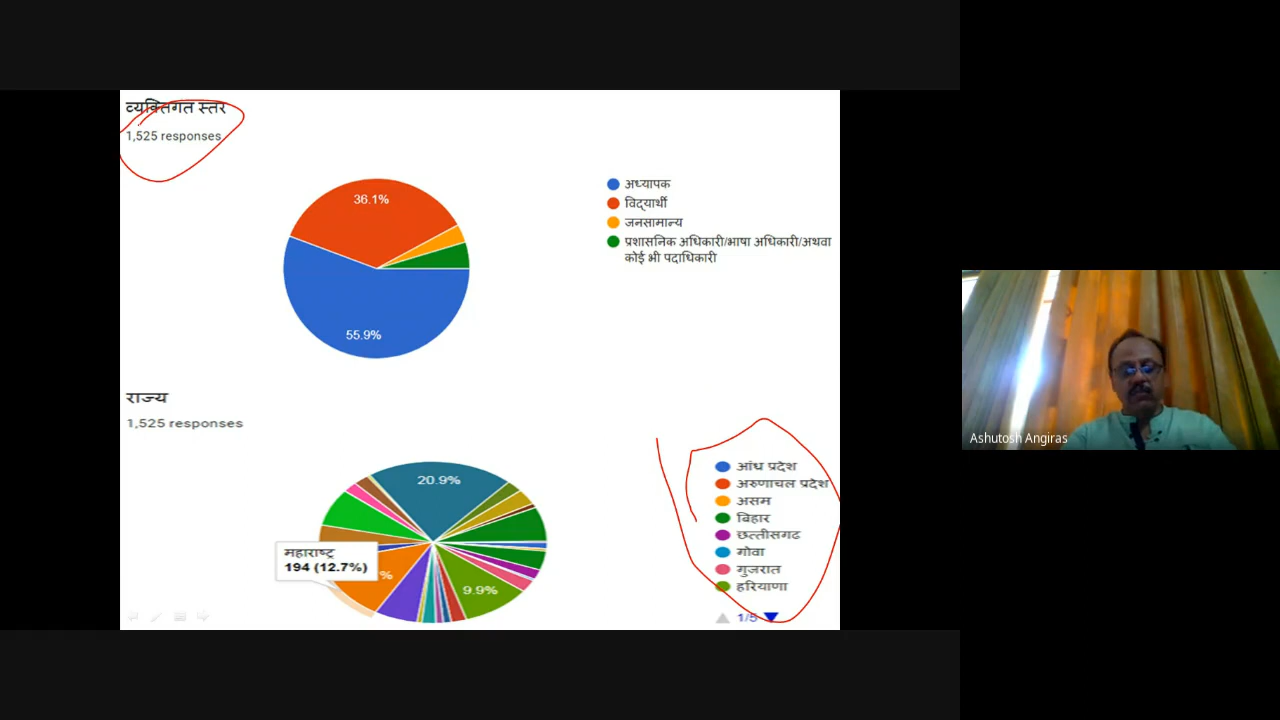 व्यक्तिगत स्तर
1,525 responses
36.1%
55.9%
अध्यापक
विद्यार्थी
जनसामान्य
प्रशासनिक अधिकारी/भाषा अधिकारी/अथवा
कोई भी पदाधिकारी
राज्य
1,525 responses
20.9%
महाराष्ट्र
194 (12.7%)
9.9%
आंध्र प्रदेश
अरुणाचल प्रदेश
असम
बिहार
छत्तीसगढ
गोवा
गुजरात
हरियाणा
1/5
Ashutosh Angiras